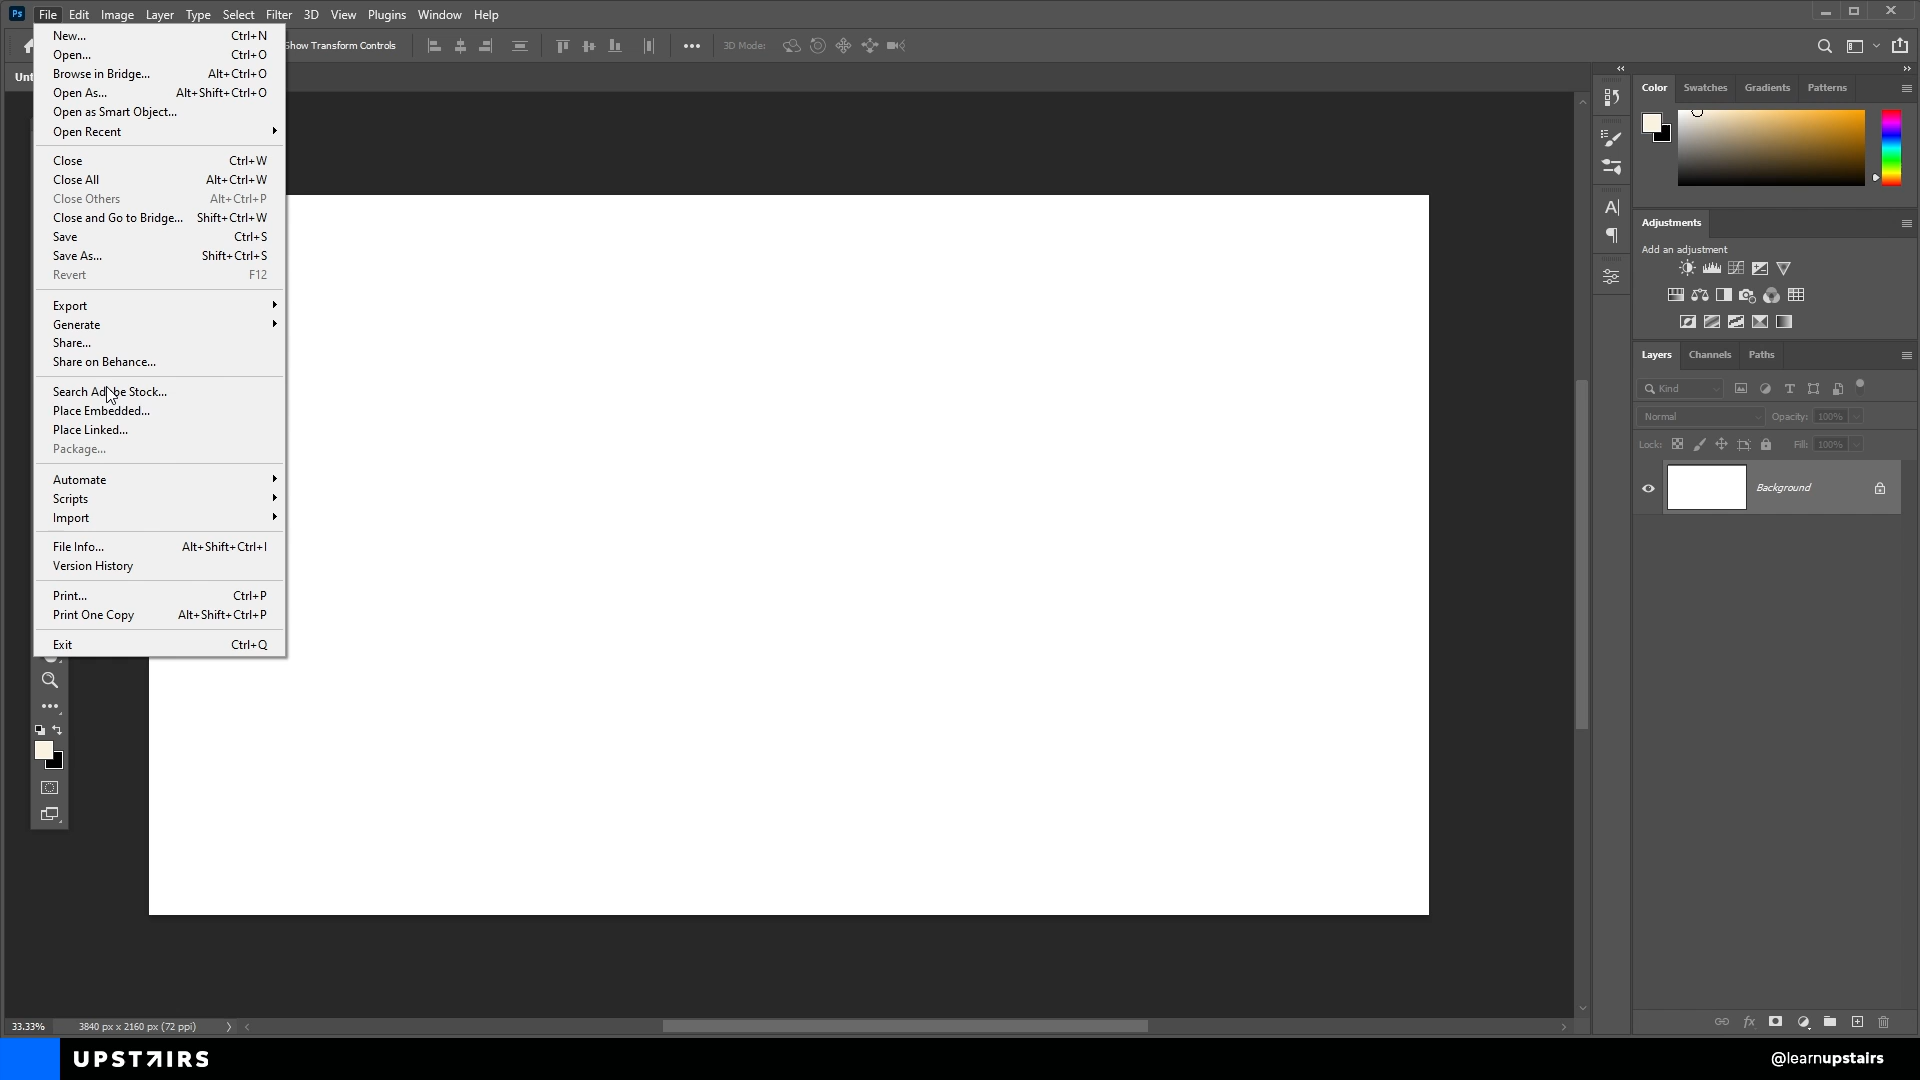 Ps File Edit Image Layer Type Select Filter 3D View Plugins Window Help
New... Ctrl+N
Open... Ctrl+O
Browse in Bridge... Alt+Ctrl+O
Open As... Alt+Shift+Ctrl+O
Open as Smart Object...
Open Recent
Close Ctrl+W
Close All Alt+Ctrl+W
Close Others Alt+Ctrl+P
Close and Go to Bridge... Shift+Ctrl+W
Save Ctrl+S
Save As... Shift+Ctrl+S
Revert F12
Export
Generate
Share...
Share on Behance...
Search Adobe Stock...
Place Embedded...
Place Linked...
Package...
Automate
Scripts
Import
File Info... Alt+Shift+Ctrl+I
Version History
Print... Ctrl+P
Print One Copy Alt+Shift+Ctrl+P
Exit Ctrl+Q
Show Transform Controls
3D Mode:
Unt
Color Swatches Gradients Patterns
Adjustments
Add an adjustment
Layers Channels Paths
Kind
Normal Opacity: 100%
Lock: Fill: 100%
Background
fx
33.33% 3840 px x 2160 px (72 ppi)
UPSTAIRS
@learnupstairs